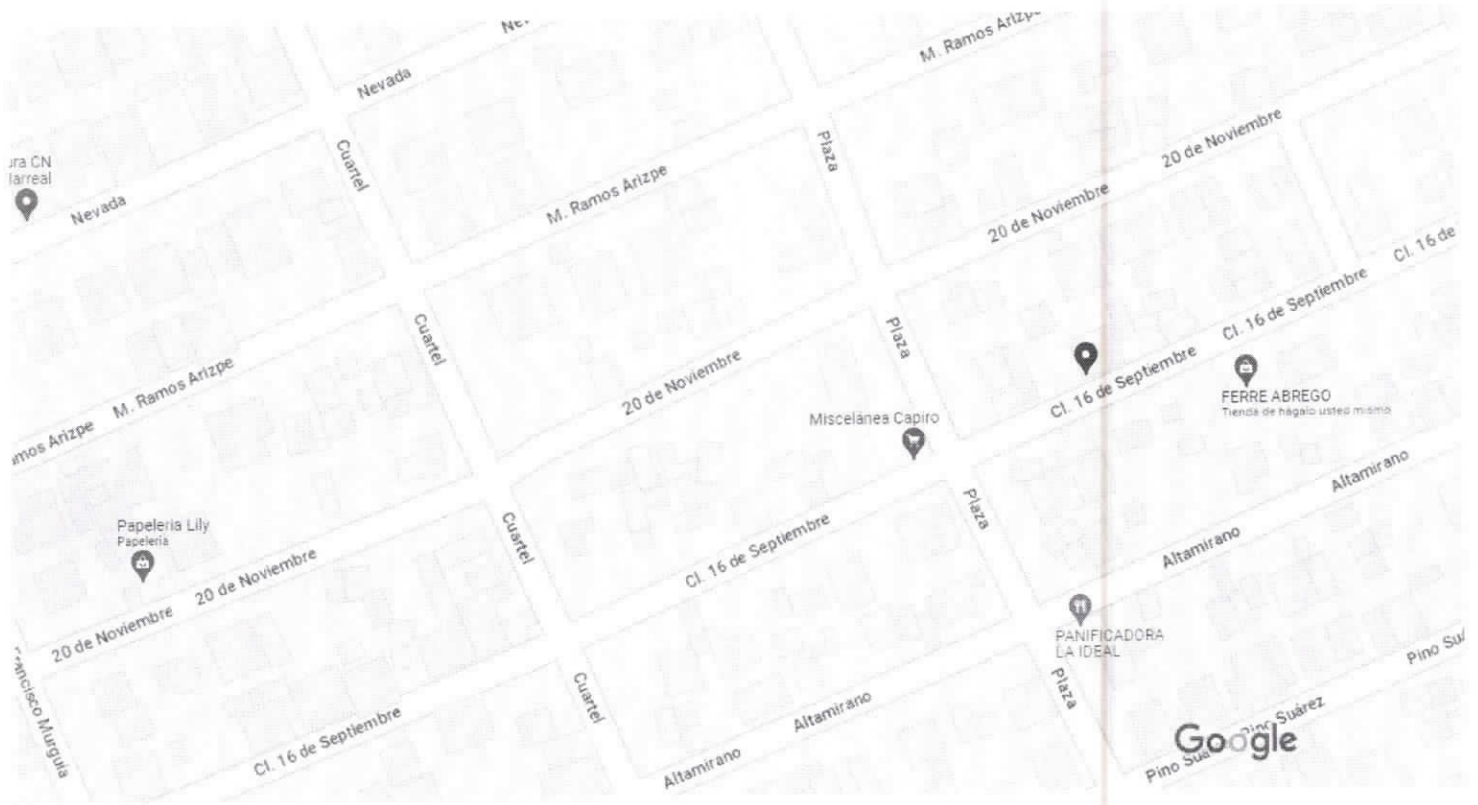 M. Ramos Arizpe
Nevada
20 de Noviembre
Cuartel
Plaza
Nevada
M. Ramos Arizpe
20 de Noviembre
Cl. 16 de
Cl. 16 de Septiembre
Cuartel
Plaza
Cl. 16 de Septiembre
20 de Noviembre
M. Ramos Arizpe
FERRE ABREGO
Tienda de hágalo usted mismo
Miscelánea Capiro
Altamirano
Plaza
Papelería Lily
Papelería
Cuartel
Cl. 16 de Septiembre
Altamirano
20 de Noviembre
20 de Noviembre
PANIFICADORA
LA IDEAL
Plaza
Cuartel
Altamirano
Cl. 16 de Septiembre
Altamirano
Pino Suárez
Google